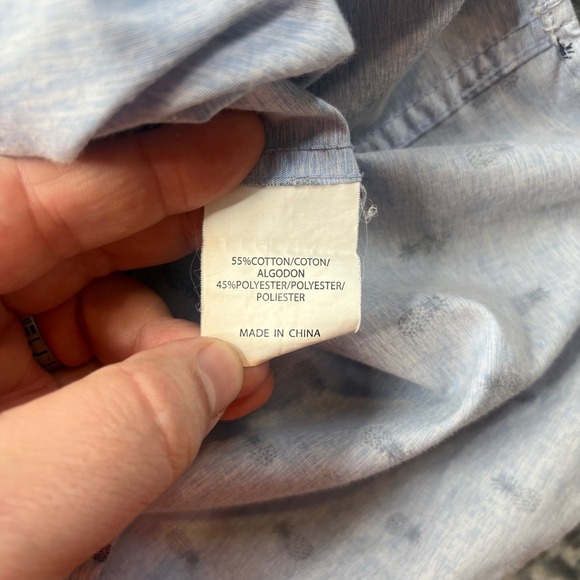 55%COTTON/COTON/
ALGODON
45%POLYESTER/POLYESTER/
POLIESTER
MADE IN CHINA